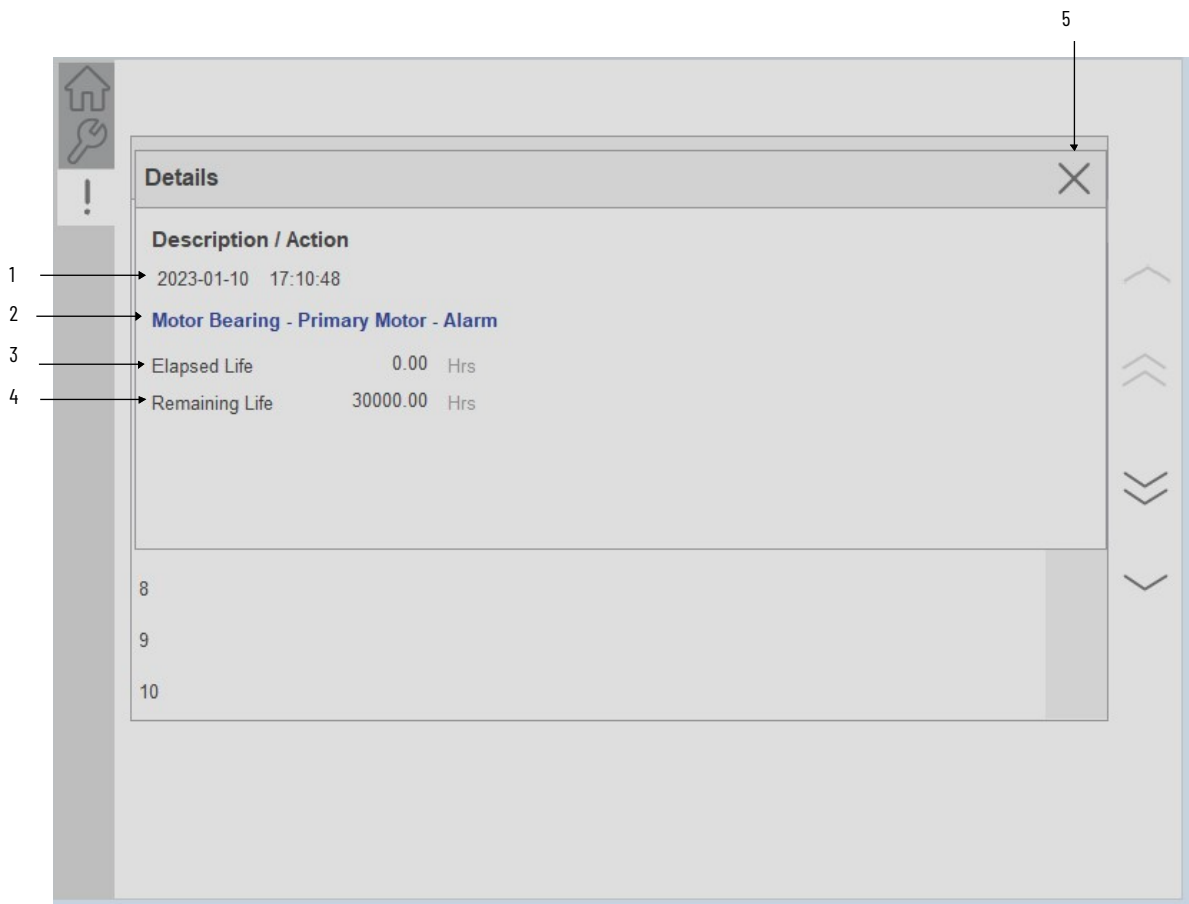 5
Details
Description / Action
1 2023-01-10 17:10:48
2 Motor Bearing - Primary Motor - Alarm
3 Elapsed Life 0.00 Hrs
4 Remaining Life 30000.00 Hrs
8
9
10